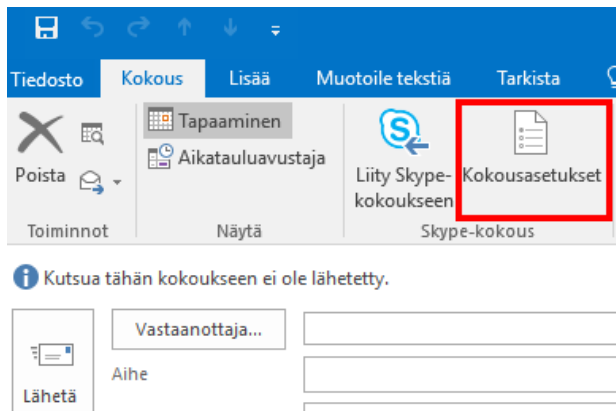 Tiedosto Kokous Lisää Muotoile tekstiä Tarkista
Tapaaminen
Aikatauluavustaja
Poista
Liity Skype-
kokoukseen
Kokousasetukset
Toiminnot Näytä Skype-kokous
Kutsua tähän kokoukseen ei ole lähetetty.
Vastaanottaja...
Aihe
Lähetä